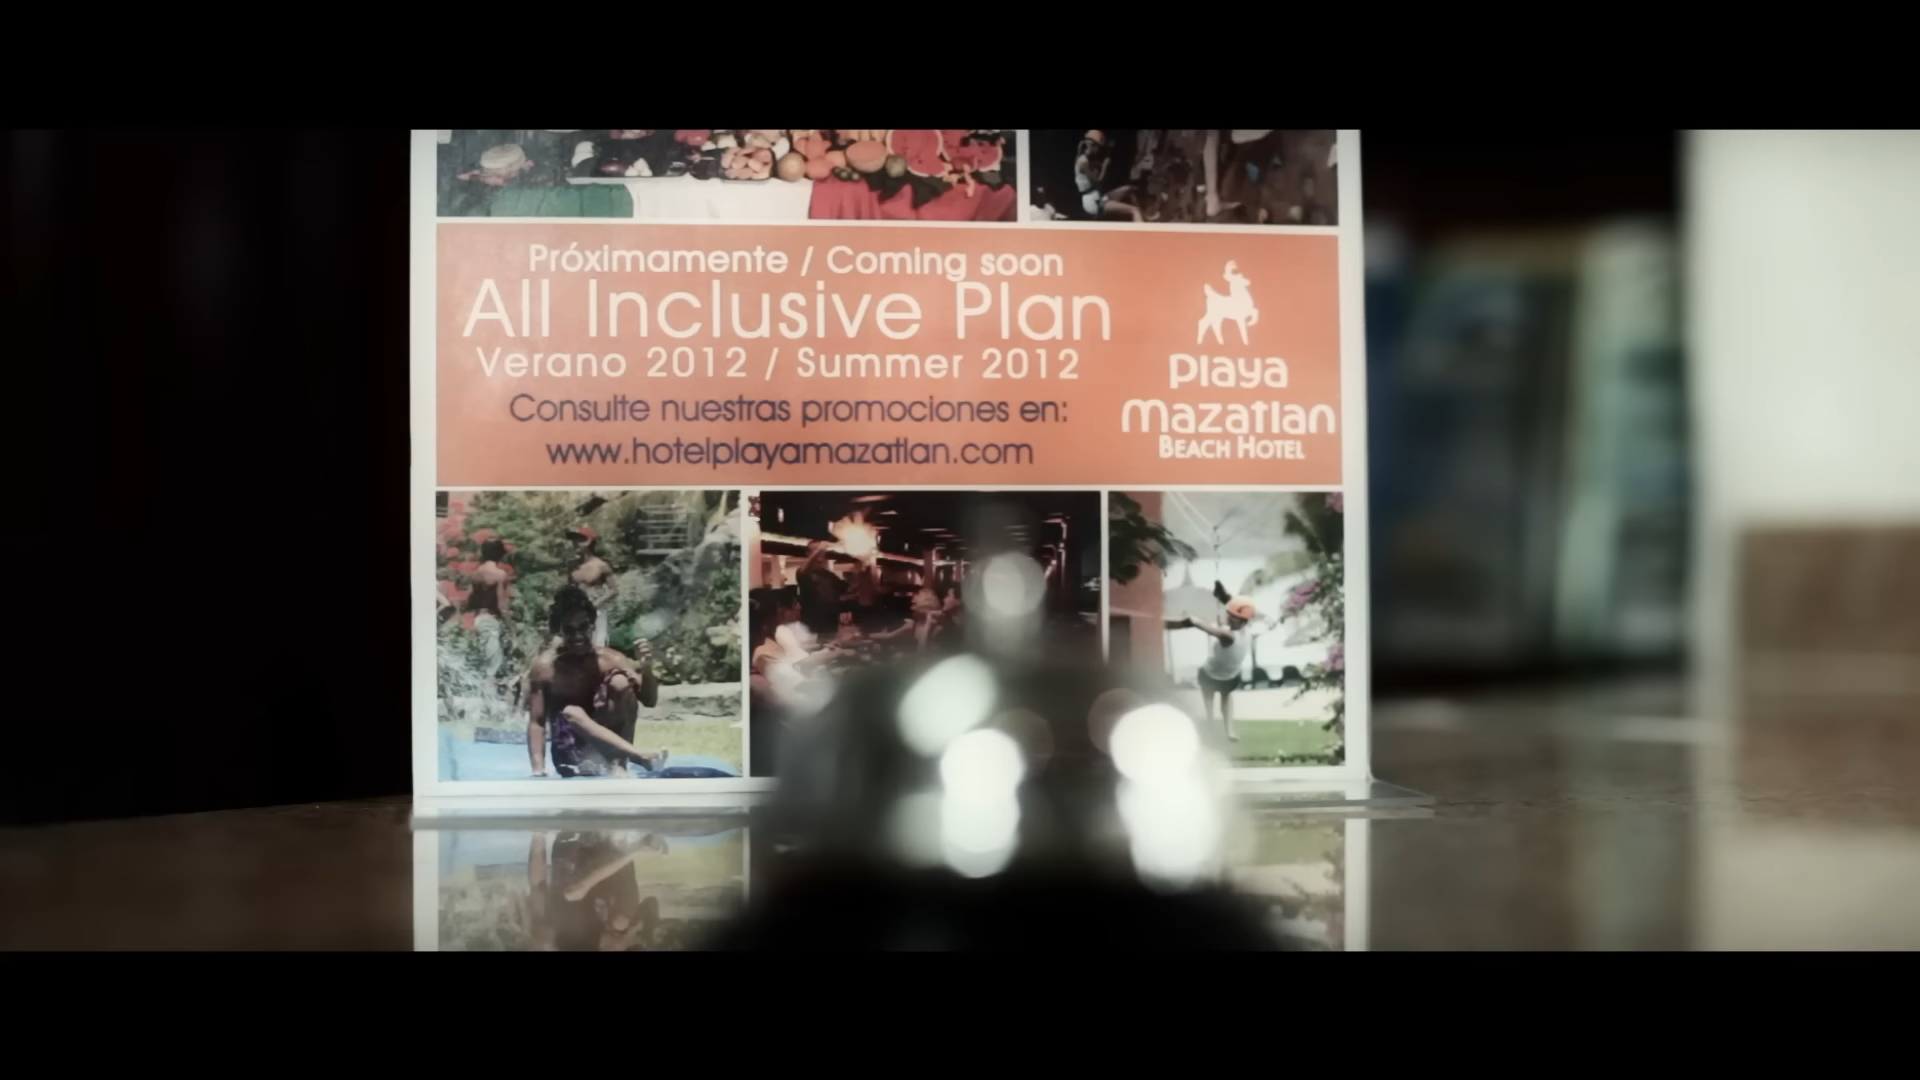 Próximamente / Coming soon
All Inclusive Plan
Verano 2012 / Summer 2012
Consulte nuestras promociones en:
www.hotelplayamazatlan.com
Playa
Mazatlan
BEACH HOTEL